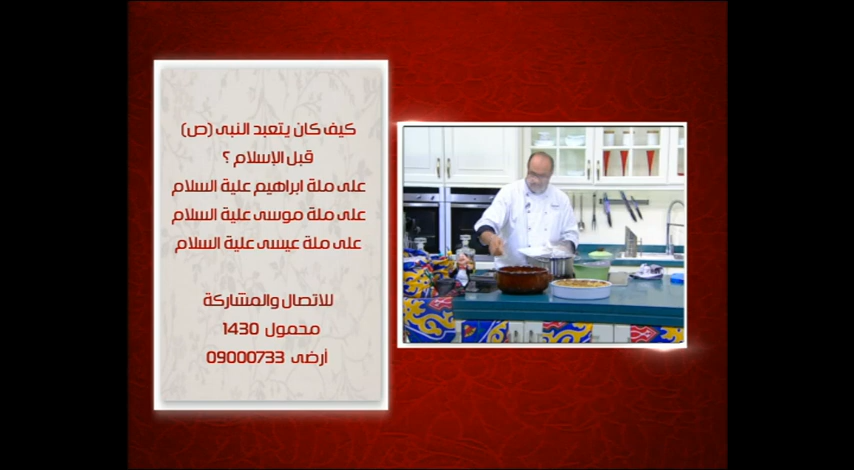 كيف كان يتعبد النبى (ص)
قبل الإسلام ؟
على ملة ابراهيم علية السلام
على ملة موسى علية السلام
على ملة عيسى علية السلام
للاتصال والمشاركة
محمول 1430
أرضى 09000733